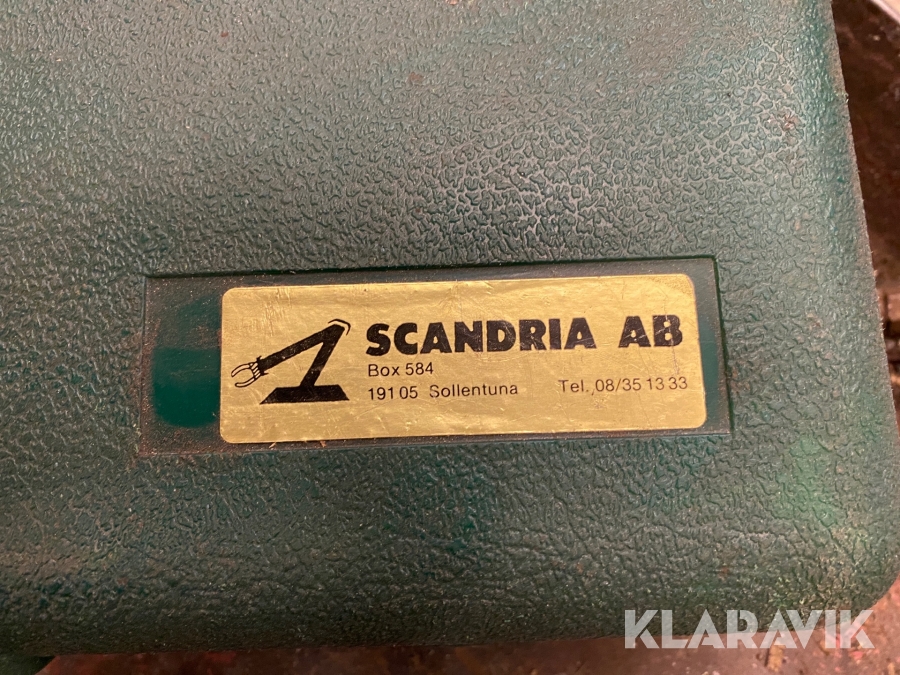 SCANDRIA AB
Box 584
191 05 Sollentuna Tel., 08/35 13 33
KLARAVIK